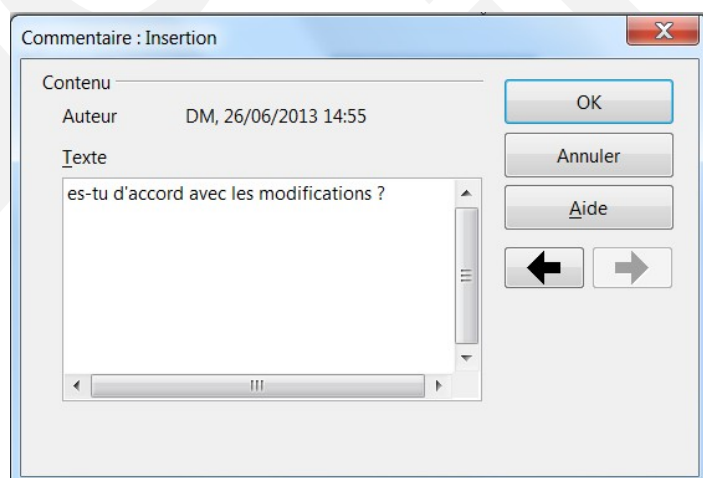 Commentaire : Insertion
Contenu
Auteur DM, 26/06/2013 14:55
Texte
es-tu d'accord avec les modifications ?
OK
Annuler
Aide